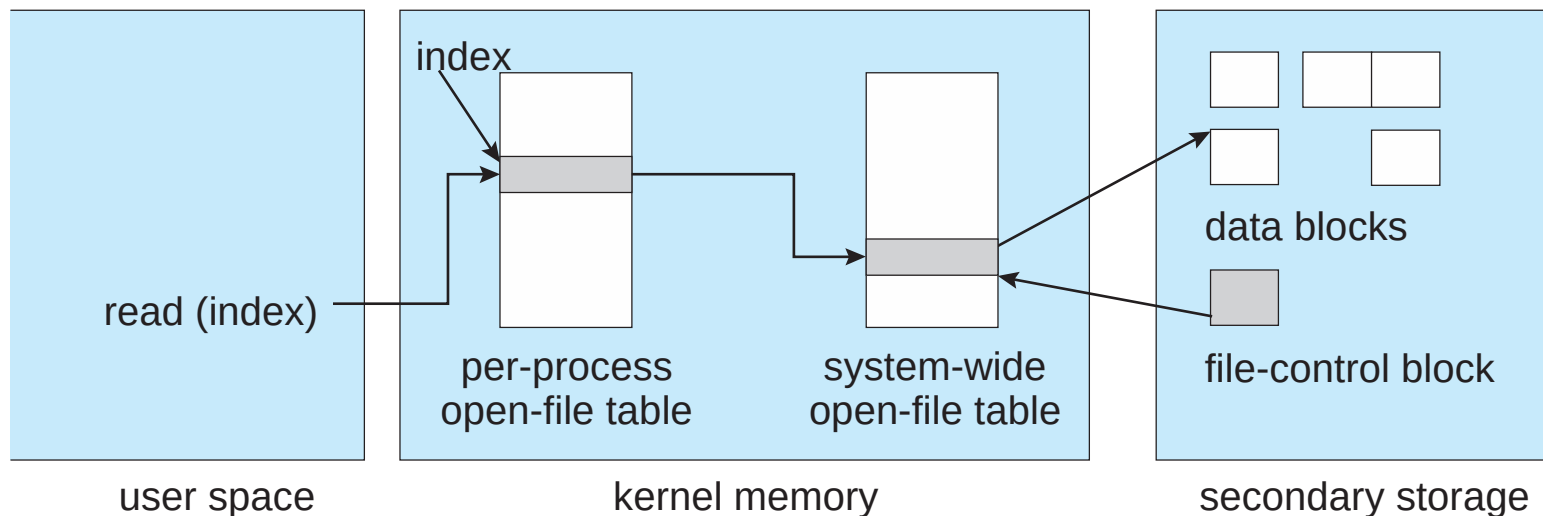 index
read (index)
per-process
open-file table
system-wide
open-file table
data blocks
file-control block
user space
kernel memory
secondary storage